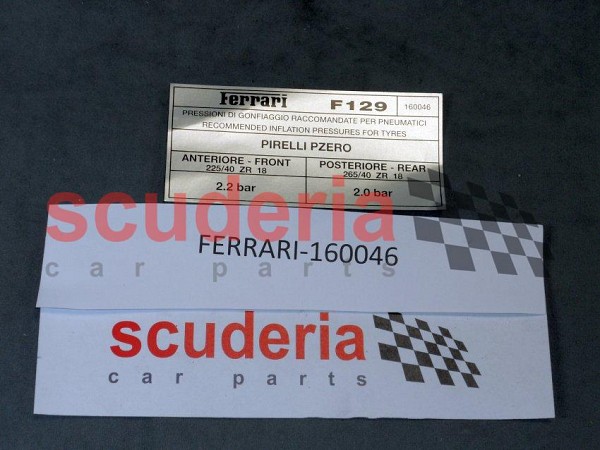 Ferrari F129 160046
PRESSIONI DI GONFIAGGIO RACCOMANDATE PER PNEUMATICI
RECOMMENDED INFLATION PRESSURES FOR TYRES
PIRELLI PZERO
ANTERIORE - FRONT POSTERIORE - REAR
225/40 ZR 18 265/40 ZR 18
2.2 bar 2.0 bar
scuderia
car parts
FERRARI-160046
scuderia
car parts